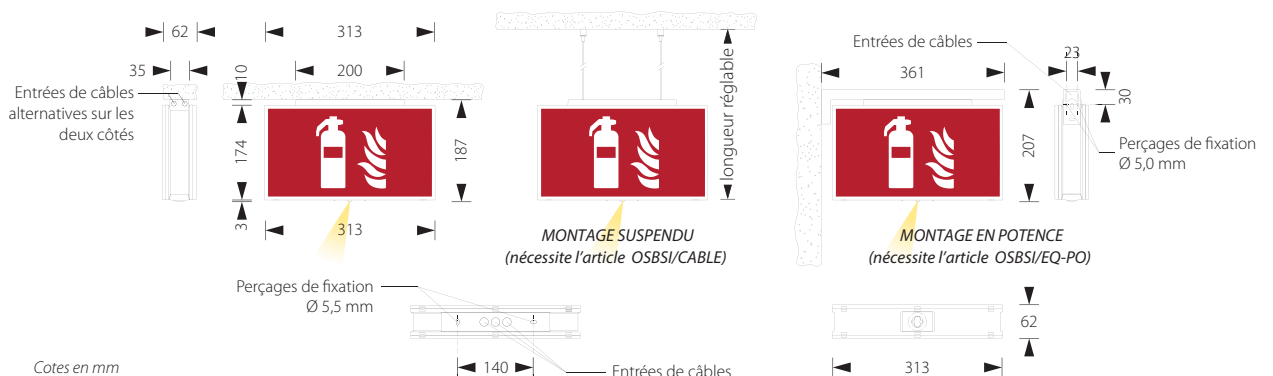 62
313
35
10
200
Entrées de câbles
alternatives sur les
deux côtés
174
187
3
313
longueur réglable
MONTAGE SUSPENDU
(nécessite l'article OSBSI/CABLE)
Entrées de câbles
361
23
30
207
Perçages de fixation
Ø 5,0 mm
MONTAGE EN POTENCE
(nécessite l'article OSBSI/EQ-PO)
Perçages de fixation
Ø 5,5 mm
140
Entrées de câbles
62
313
Cotes en mm